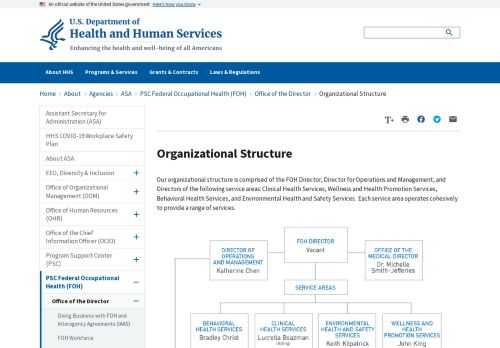 An official website of the United States government Here's how you know
U.S. Department of
Health and Human Services
Enhancing the health and well-being of all Americans
About HHS Programs & Services Grants & Contracts Laws & Regulations
Home > About > Agencies > ASA > PSC Federal Occupational Health (FOH) > Office of the Director > Organizational Structure
Assistant Secretary for
Administration (ASA)
HHS COVID-19 Workplace Safety
Plan
About ASA
EEO, Diversity & Inclusion
Office of Organizational
Management (OOM)
Office of Human Resources
(OHR)
Office of the Chief
Information Officer (OCIO)
Program Support Center
(PSC)
PSC Federal Occupational
Health (FOH)
Office of the Director
Doing Business with FOH and
Interagency Agreements (IAAS)
FOH Workforce
T+
Organizational Structure
Our organizational structure is comprised of the FOH Director, Director for Operations and Management, and
Directors of the following service areas: Clinical Health Services, Wellness and Health Promotion Services,
Behavioral Health Services, and Environmental Health and Safety Services. Each service area operates cohesively
to provide a range of services.
FOH DIRECTOR
Vacant
DIRECTOR OF
OPERATIONS
AND MANAGEMENT
Katherine Chen
OFFICE OF THE
MEDICAL DIRECTOR
Dr. Michelle
Smith-Jefferies
SERVICE AREAS
BEHAVIORAL
HEALTH SERVICES
Bradley Christ
CLINICAL
HEALTH SERVICES
Lucretia Boazman
(Acting)
ENVIRONMENTAL
HEALTH AND SAFETY
SERVICES
Keith Kilpatrick
WELLNESS AND
HEALTH
PROMOTION SERVICES
John King